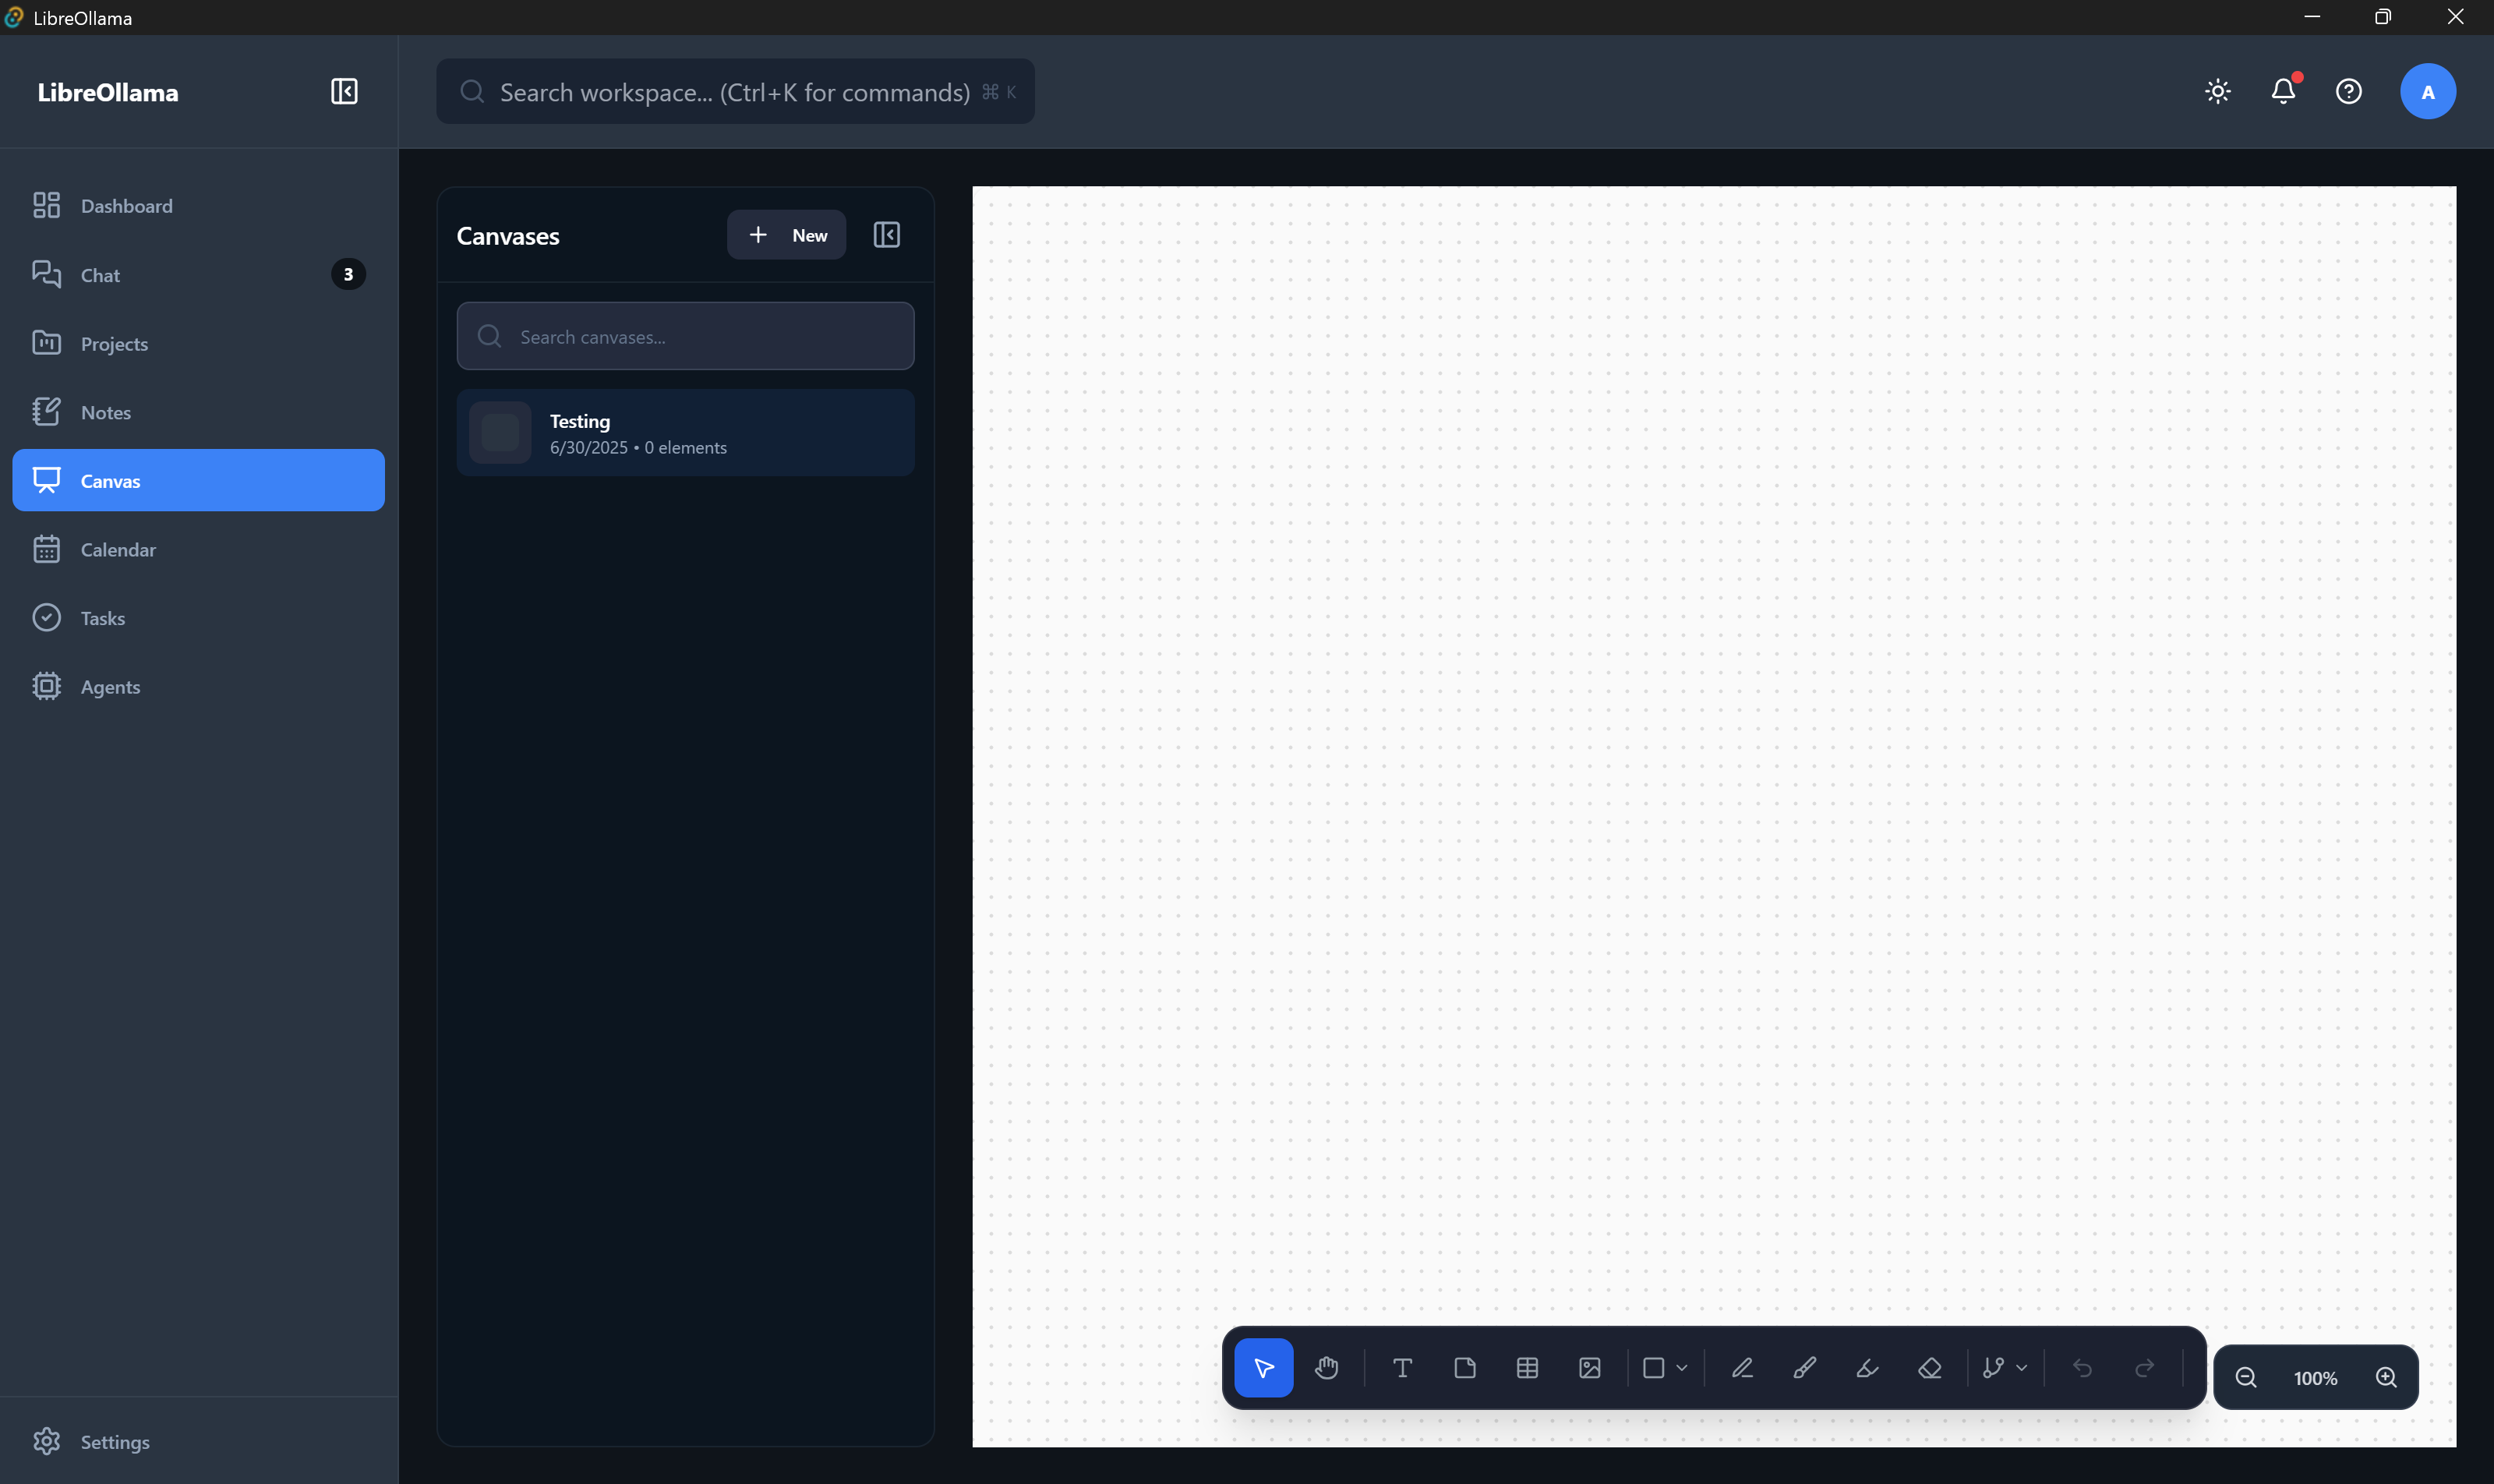 LibreOllama
LibreOllama
Search workspace... (Ctrl+K for commands) ⌘ K
A
Dashboard
Chat
3
Projects
Notes
Canvas
Calendar
Tasks
Agents
Settings
Canvases
New
Search canvases...
Testing
6/30/2025 • 0 elements
100%